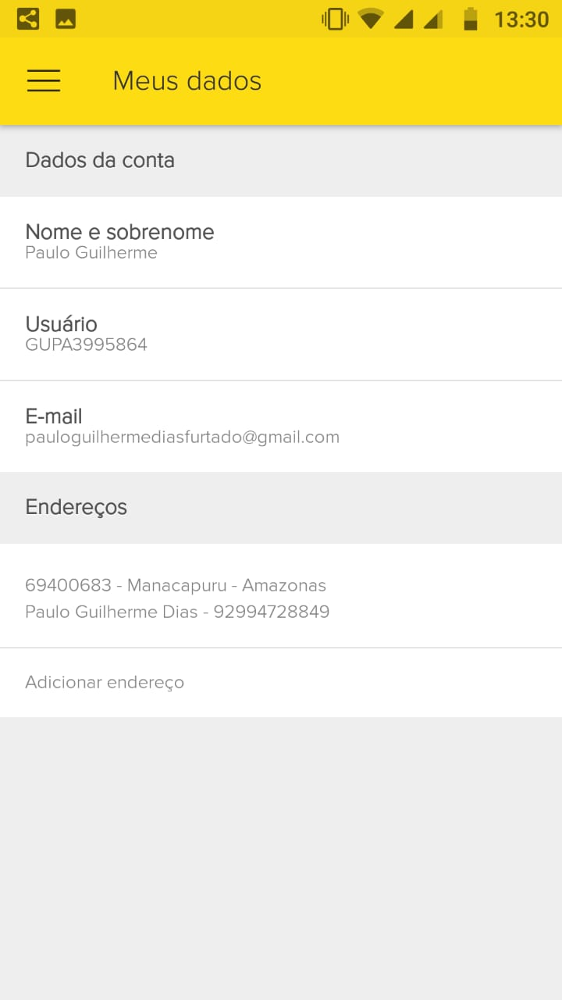 13:30
Meus dados
Dados da conta
Nome e sobrenome
Paulo Guilherme
Usuário
GUPA3995864
E-mail
pauloguilhermediasfurtado@gmail.com
Endereços
69400683 - Manacapuru - Amazonas
Paulo Guilherme Dias - 92994728849
Adicionar endereço